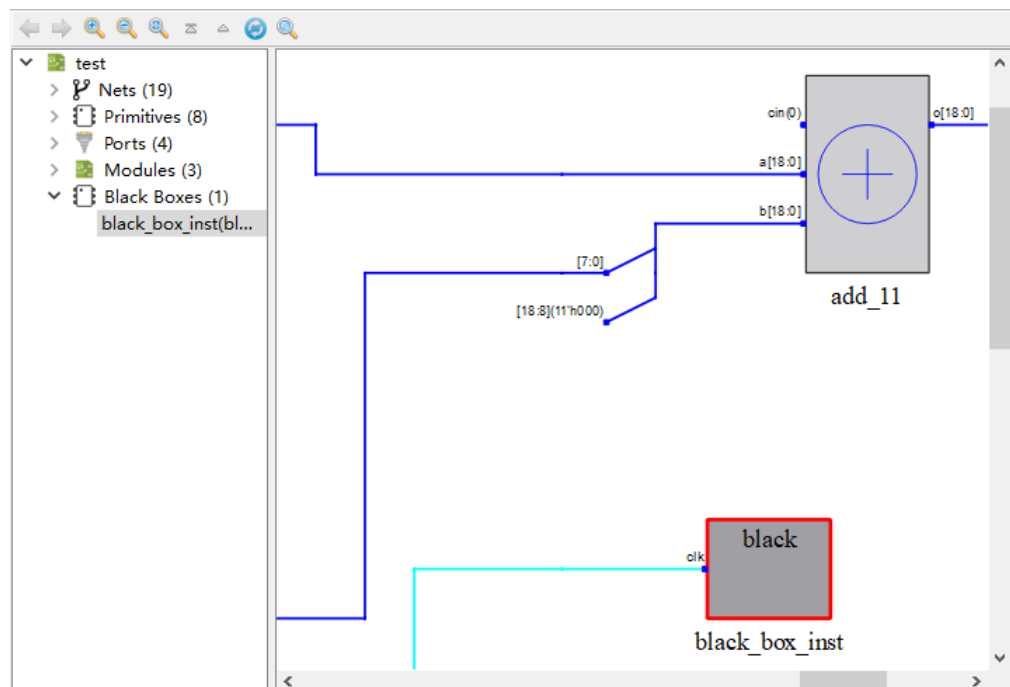 test
Nets (19)
Primitives (8)
Ports (4)
Modules (3)
Black Boxes (1)
black_box_inst(bl...
cin(0)
o[18:0]
a[18:0]
b[18:0]
[7:0]
[18:8](11'h000)
add_11
black
clk
black_box_inst